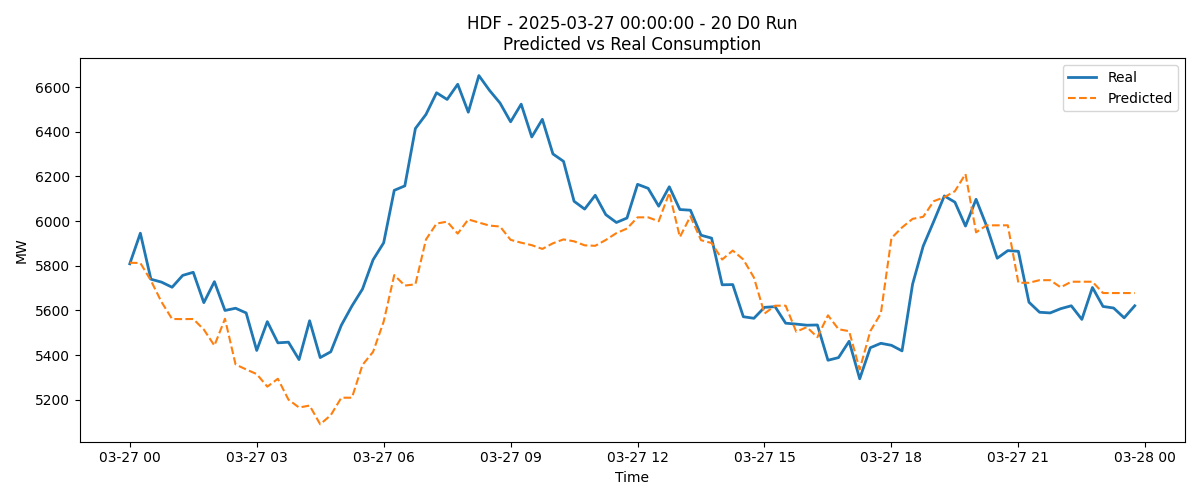 HDF - 2025-03-27 00:00:00 - 20 D0 Run
Predicted vs Real Consumption
Real
Predicted
MW
6600
6400
6200
6000
5800
5600
5400
5200
03-27 00
03-27 03
03-27 06
03-27 09
03-27 12
03-27 15
03-27 18
03-27 21
03-28 00
Time